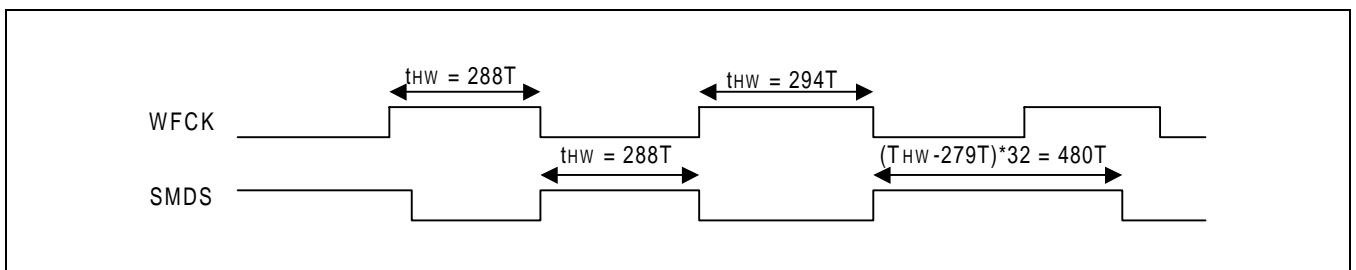 tHW = 288T
tHW = 294T
WFCK
tHW = 288T
(THW-279T)*32 = 480T
SMDS